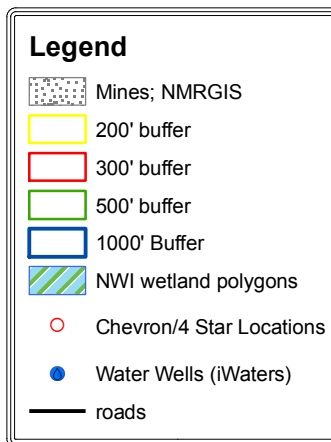 Legend
Mines; NMRGIS
200' buffer
300' buffer
500' buffer
1000' Buffer
NWI wetland polygons
Chevron/4 Star Locations
Water Wells (iWaters)
roads